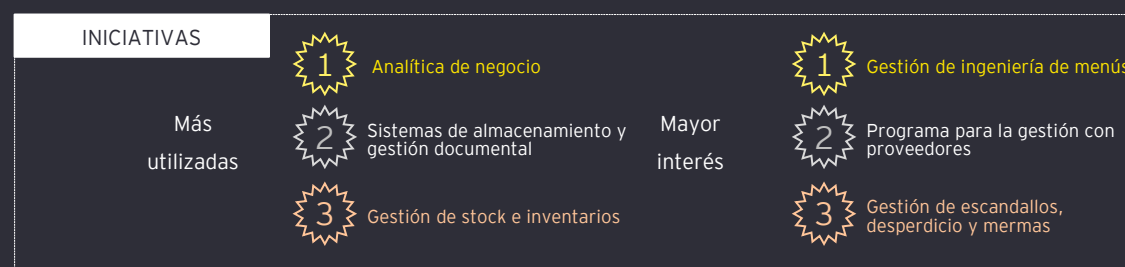 INICIATIVAS
Más
utilizadas
1
Analítica de negocio
2
Sistemas de almacenamiento y
gestión documental
3
Gestión de stock e inventarios
Mayor
interés
1
Gestión de ingeniería de menús
2
Programa para la gestión con
proveedores
3
Gestión de escandallos,
desperdicio y mermas